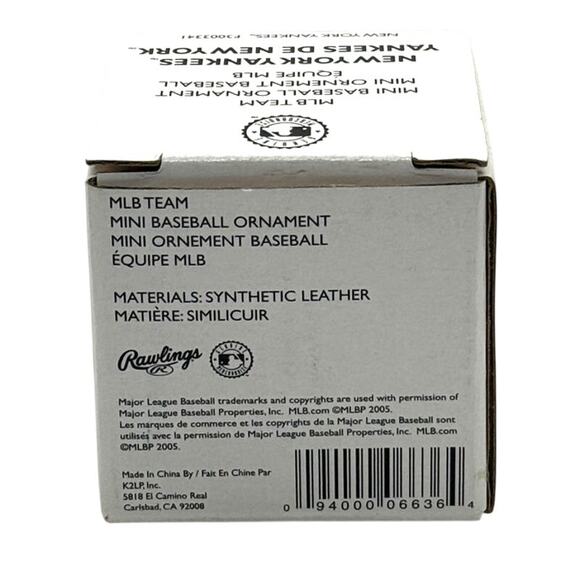 NEW YORK YANKEES, F3003341
YANKEES DE NEW YORK™
NEW YORK YANKEES™
ÉQUIPE MLB
MINI ORNEMENT BASEBALL
MINI BASEBALL ORNAMENT
MLB TEAM
MLB TEAM
MINI BASEBALL ORNAMENT
MINI ORNEMENT BASEBALL
ÉQUIPE MLB
MATERIALS: SYNTHETIC LEATHER
MATIÈRE: SIMILICUIR
Rawlings
GENUINE
MERCHANDISE
Major League Baseball trademarks and copyrights are used with permission of
Major League Baseball Properties, Inc. MLB.com ©MLBP 2005.
Les marques de commerce et les copyrights de la Major League Baseball sont
utilisés avec la permission de Major League Baseball Properties, Inc. MLB.com
©MLBP 2005.
Made In China By / Fait En Chine Par
K2LP, Inc.
5818 El Camino Real
Carlsbad, CA 92008
0 94000 06636 4